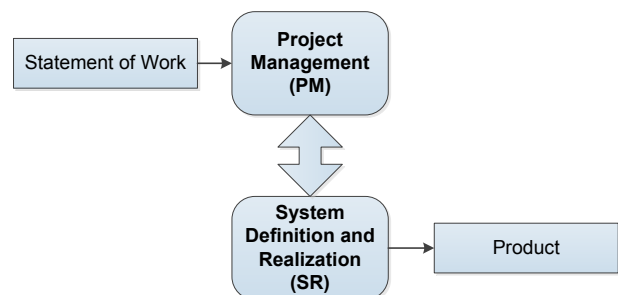 Statement of Work
Project
Management
(PM)
System
Definition and
Realization
(SR)
Product